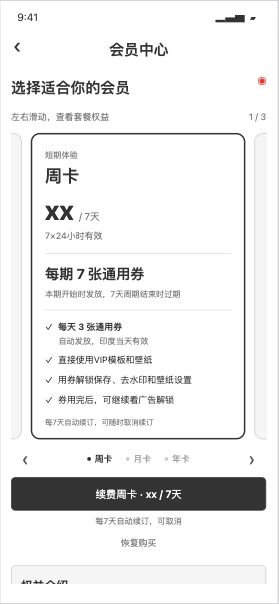 9:41
会员中心
选择适合你的会员
左右滑动，查看套餐权益
1 / 3
短期体验
周卡
XX / 7天
7×24小时有效
每期 7 张通用券
本期开始时发放，7天周期结束时过期
✓ 每天 3 张通用券
自动发放，印度当天有效
✓ 直接使用VIP模板和壁纸
✓ 用券解锁保存、去水印和壁纸设置
✓ 券用完后，可继续看广告解锁
每7天自动续订，可随时取消续订
周卡 月卡 年卡
续费周卡 · xx / 7天
每7天自动续订，可取消
恢复购买
权益介绍